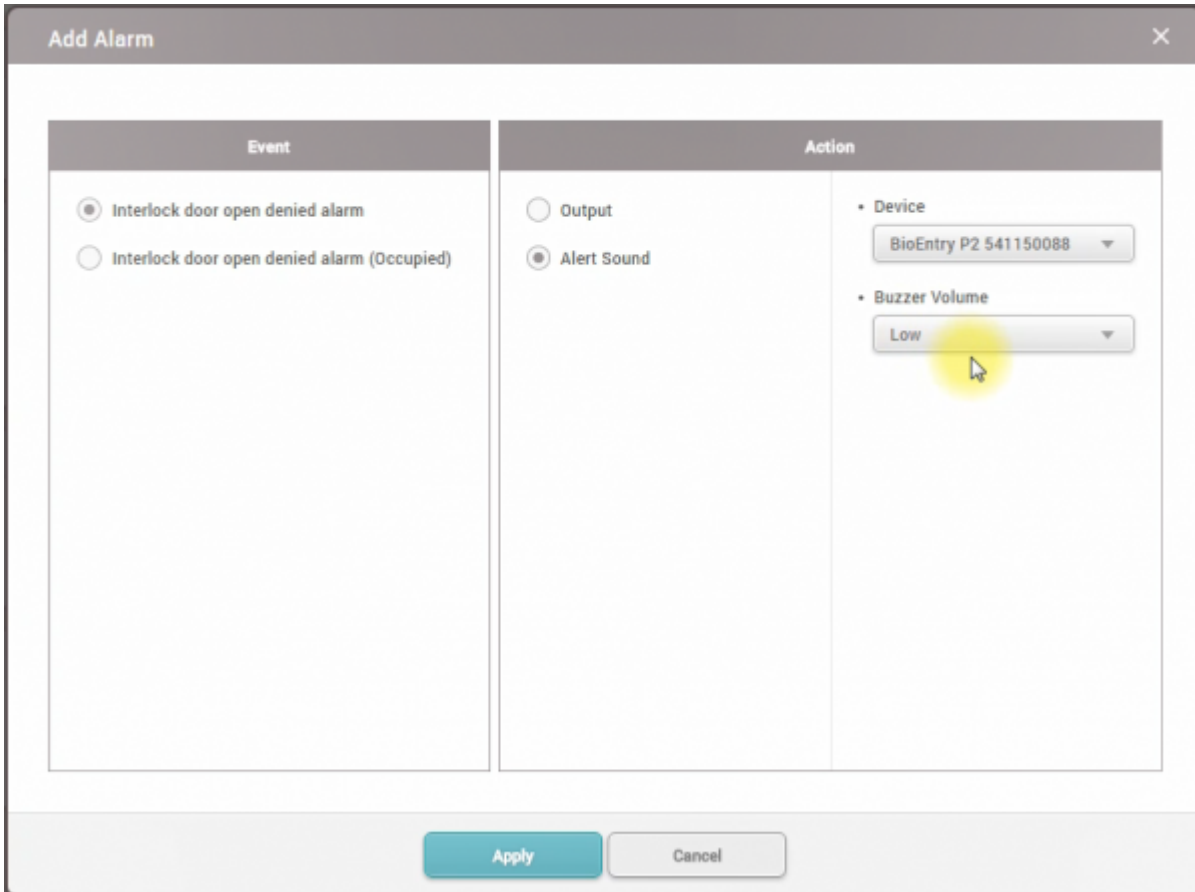 Add Alarm
Event
Interlock door open denied alarm
Interlock door open denied alarm (Occupied)
Action
Output
Alert Sound
• Device
BioEntry P2 541150088
• Buzzer Volume
Low
Apply
Cancel